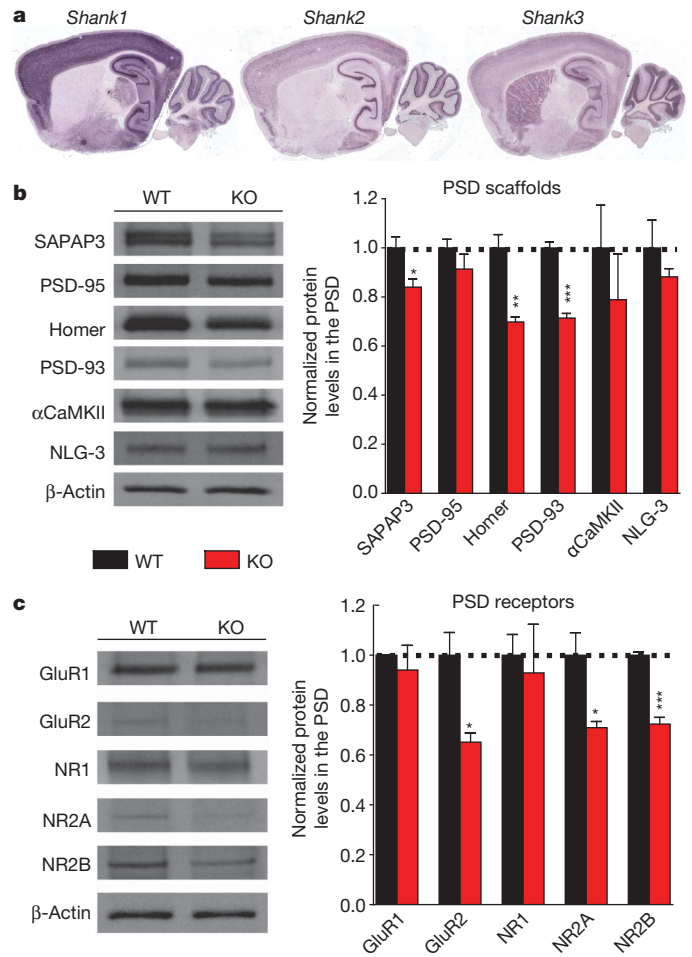 a
Shank1 Shank2 Shank3
b
WT KO
SAPAP3
PSD-95
Homer
PSD-93
αCaMKII
NLG-3
β-Actin
PSD scaffolds
Normalized protein
levels in the PSD
1.2
1.0
0.8
0.6
0.4
0.2
0.0
*
**
***
SAPAP3 PSD-95 Homer PSD-93 αCaMKII NLG-3
WT KO
c
WT KO
GluR1
GluR2
NR1
NR2A
NR2B
β-Actin
PSD receptors
Normalized protein
levels in the PSD
1.2
1.0
0.8
0.6
0.4
0.2
0.0
*
*
***
GluR1 GluR2 NR1 NR2A NR2B